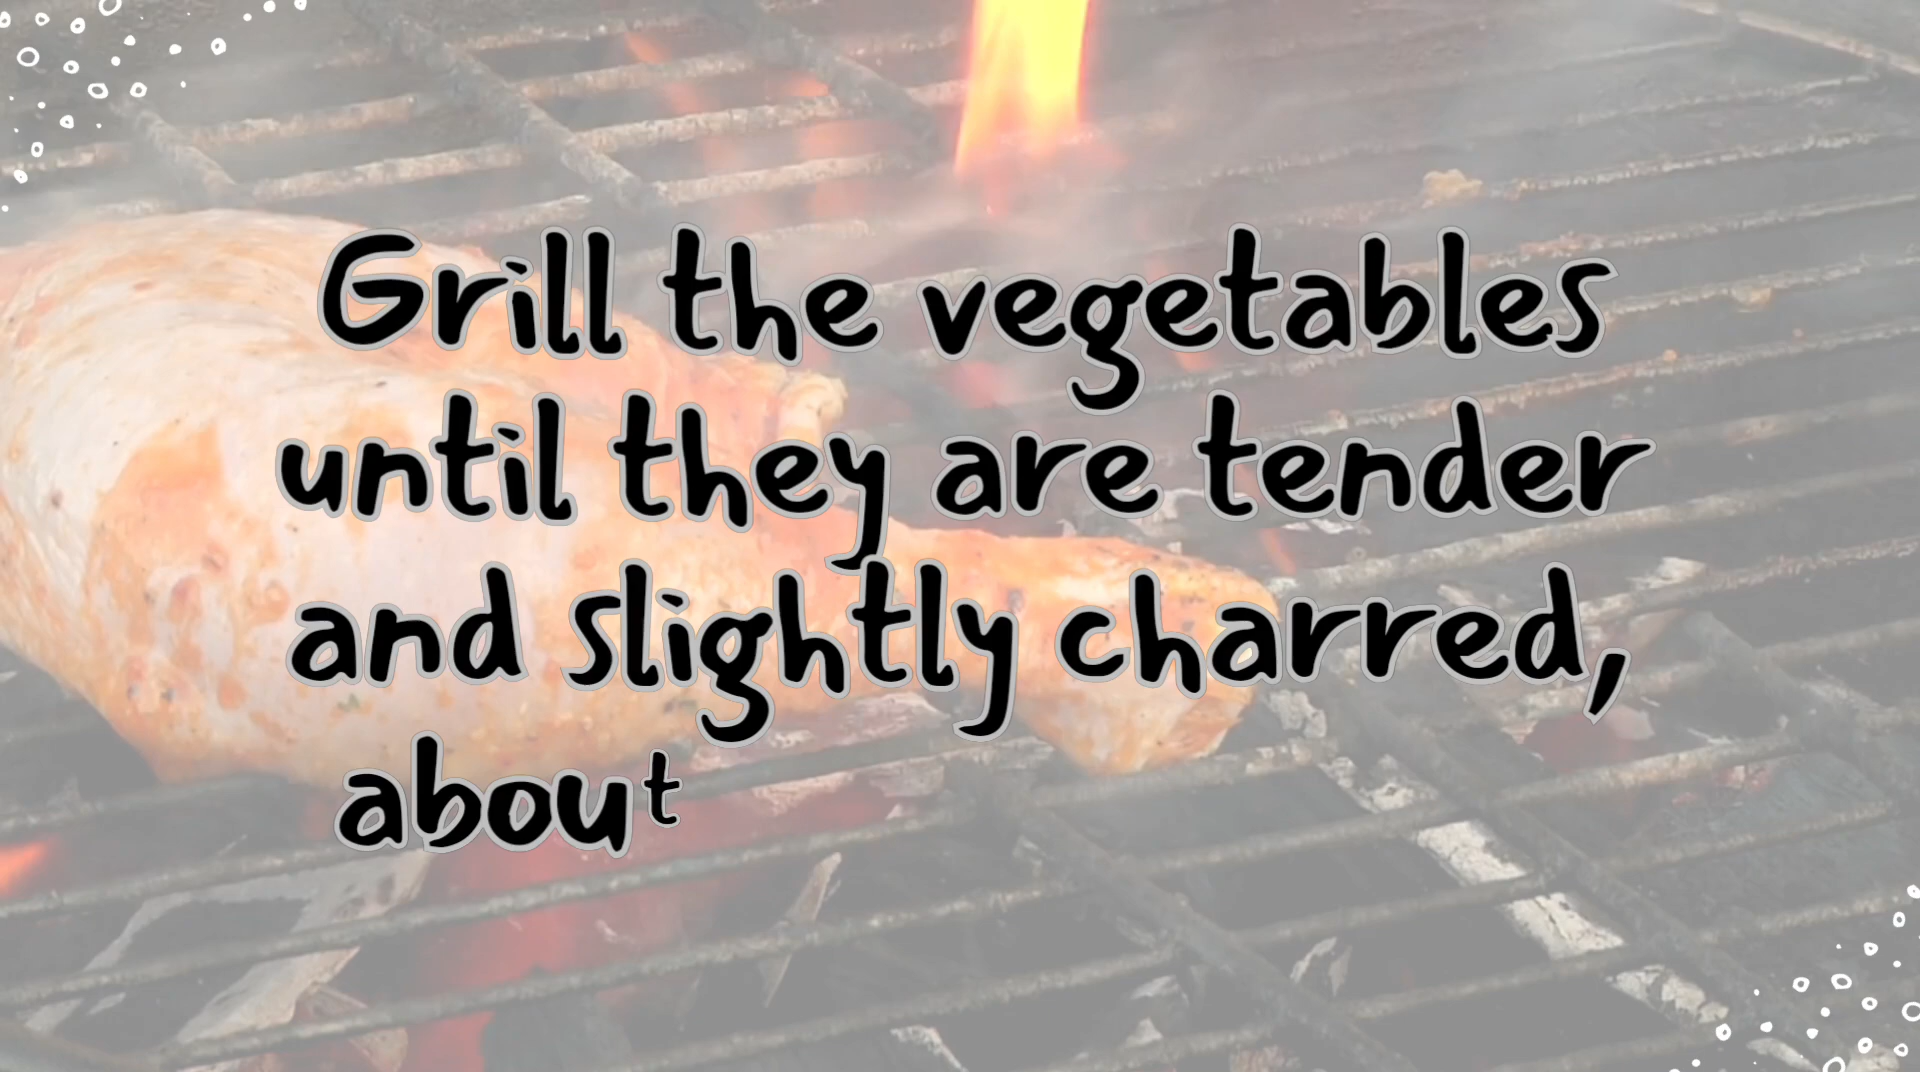 Grill the vegetables
until they are tender
and slightly charred,
about